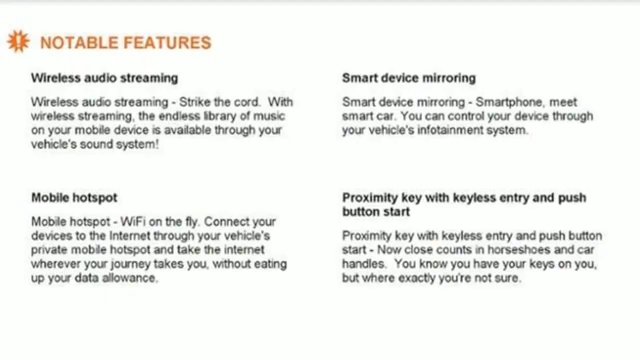 NOTABLE FEATURES
Wireless audio streaming
Wireless audio streaming - Strike the cord.  With
wireless streaming, the endless library of music
on your mobile device is available through your
vehicle's sound system!
Smart device mirroring
Smart device mirroring - Smartphone, meet
smart car. You can control your device through
your vehicle's infotainment system.
Mobile hotspot
Mobile hotspot - WiFi on the fly. Connect your
devices to the Internet through your vehicle's
private mobile hotspot and take the internet
wherever your journey takes you, without eating
up your data allowance.
Proximity key with keyless entry and push
button start
Proximity key with keyless entry and push button
start - Now close counts in horseshoes and car
handles.  You know you have your keys on you,
but where exactly you're not sure.